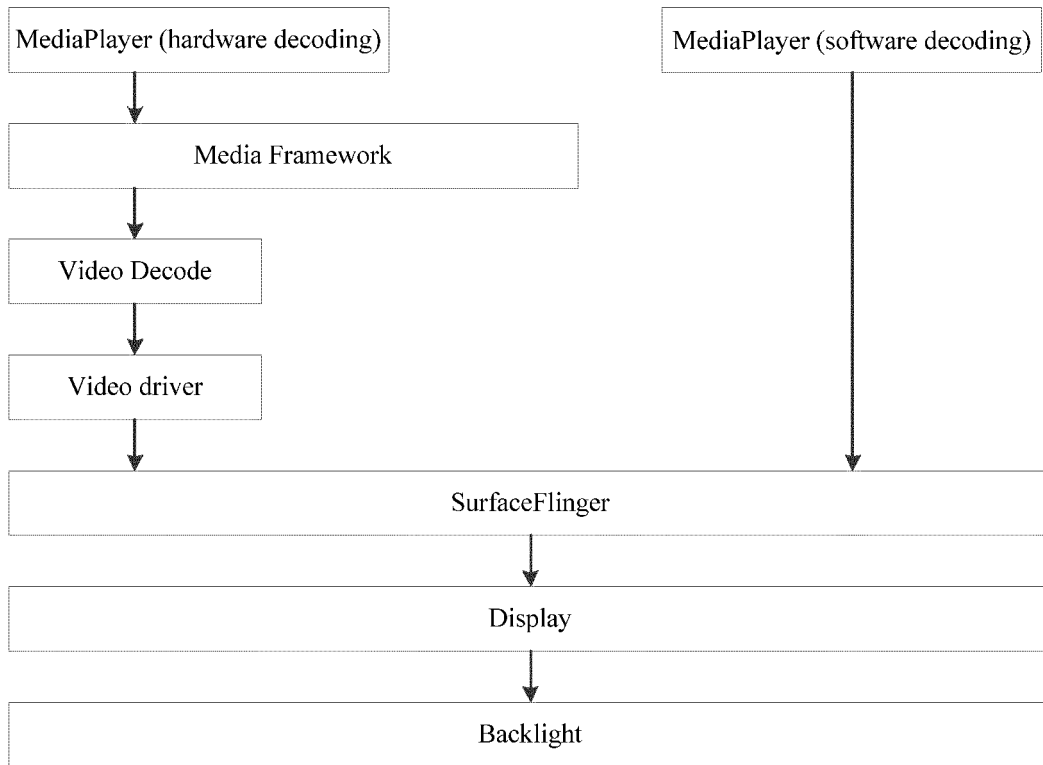 MediaPlayer (hardware decoding)
MediaPlayer (software decoding)
Media Framework
Video Decode
Video driver
SurfaceFlinger
Display
Backlight